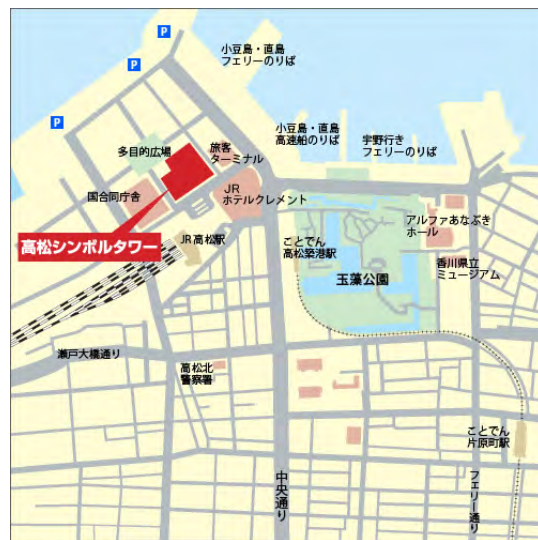 P
小豆島・直島
フェリーのりば
P
P
小豆島・直島
高速船のりば
宇野行き
フェリーのりば
多目的広場
旅客
ターミナル
国合同庁舎
JR
ホテルクレメント
アルファあなぶき
ホール
高松シンボルタワー
JR高松駅
ことでん
高松築港駅
玉藻公園
香川県立
ミュージアム
瀬戸大橋通り
高松北
警察署
ことでん
片原町駅
中央通り
フェリー通り